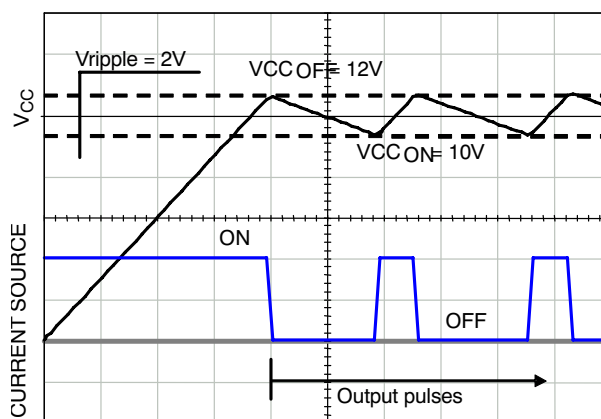 Vripple = 2V
VCC OFF = 12V
VCC
VCC ON = 10V
ON
CURRENT SOURCE
OFF
Output pulses